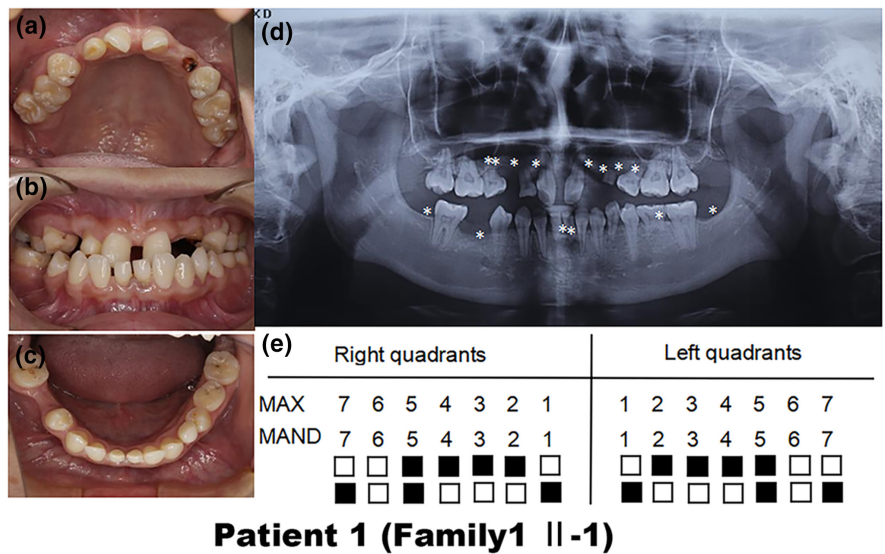 (a)
(b)
(c)
(d)
XD
** * * * * * *
* * * ** *
(e)
Right quadrants Left quadrants
MAX 7 6 5 4 3 2 1 1 2 3 4 5 6 7
MAND 7 6 5 4 3 2 1 1 2 3 4 5 6 7
Patient 1 (Family1 Ⅱ-1)